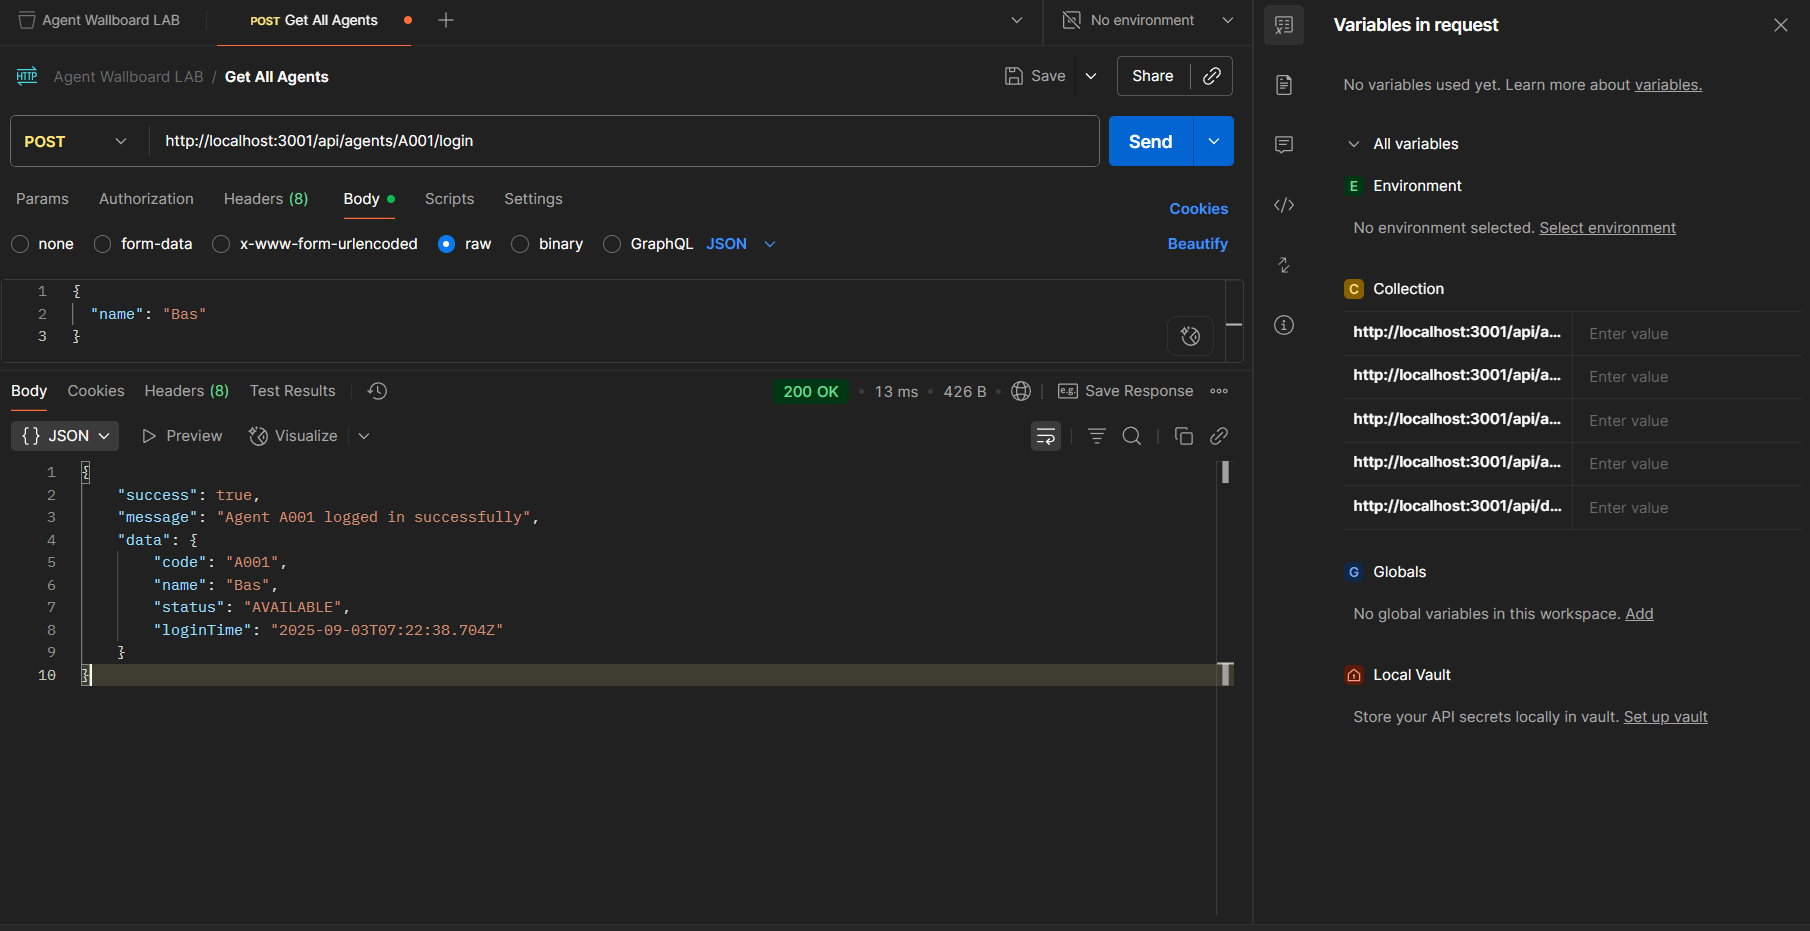 Agent Wallboard LAB
POST Get All Agents
No environment
HTTP Agent Wallboard LAB / Get All Agents
Save
Share
POST
http://localhost:3001/api/agents/A001/login
Send
Params
Authorization
Headers (8)
Body
Scripts
Settings
Cookies
none
form-data
x-www-form-urlencoded
raw
binary
GraphQL
JSON
Beautify
1 {
2 "name": "Bas"
3 }
Body
Cookies
Headers (8)
Test Results
200 OK
13 ms
426 B
e.g. Save Response
{} JSON
Preview
Visualize
1 {
2 "success": true,
3 "message": "Agent A001 logged in successfully",
4 "data": {
5 "code": "A001",
6 "name": "Bas",
7 "status": "AVAILABLE",
8 "loginTime": "2025-09-03T07:22:38.704Z"
9 }
10 }
Variables in request
No variables used yet. Learn more about variables.
All variables
E Environment
No environment selected. Select environment
C Collection
http://localhost:3001/api/a... Enter value
http://localhost:3001/api/a... Enter value
http://localhost:3001/api/a... Enter value
http://localhost:3001/api/a... Enter value
http://localhost:3001/api/d... Enter value
G Globals
No global variables in this workspace. Add
Local Vault
Store your API secrets locally in vault. Set up vault